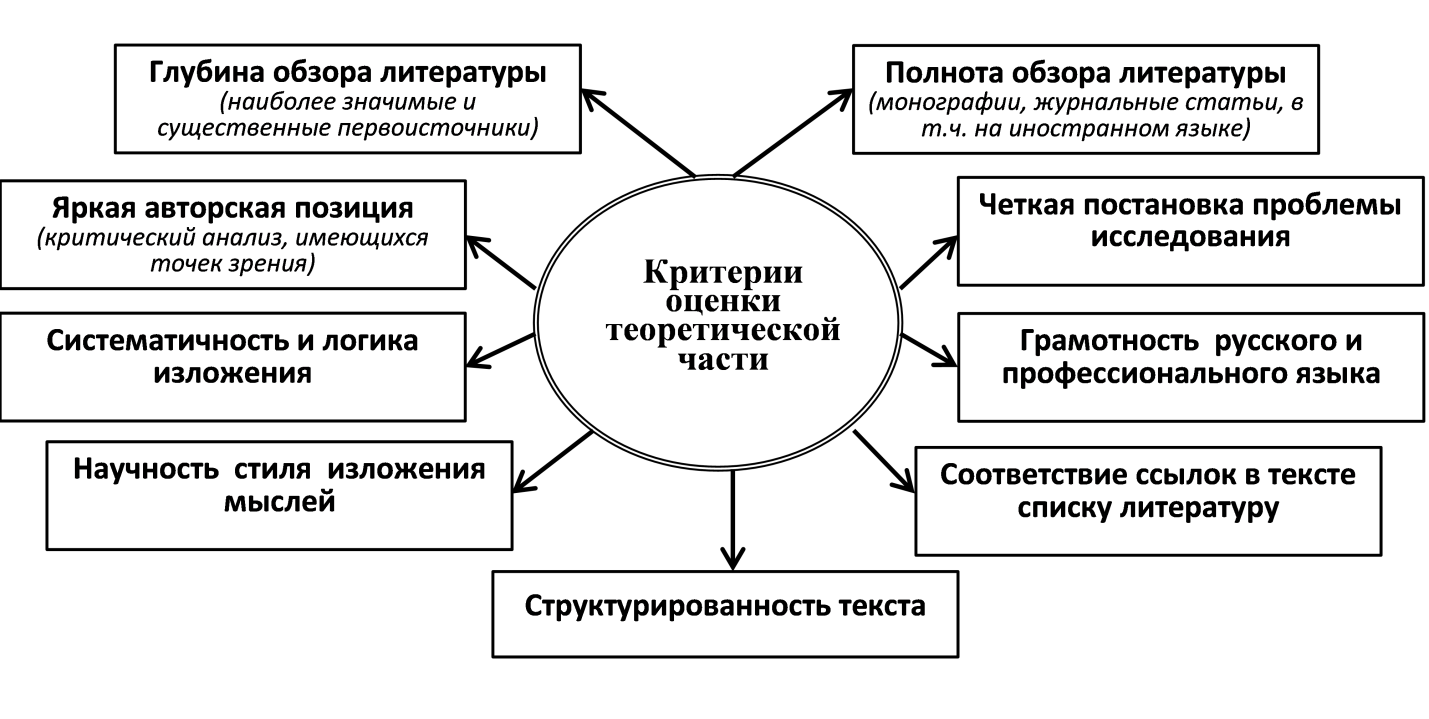 Глубина обзора литературы
(наиболее значимые и
существенные первоисточники)
Полнота обзора литературы
(монографии, журнальные статьи, в
т.ч. на иностранном языке)
Яркая авторская позиция
(критический анализ, имеющихся
точек зрения)
Четкая постановка проблемы
исследования
Критерии
оценки
теоретической
части
Систематичность и логика
изложения
Грамотность русского и
профессионального языка
Научность стиля изложения
мыслей
Соответствие ссылок в тексте
списку литературу
Структурированность текста